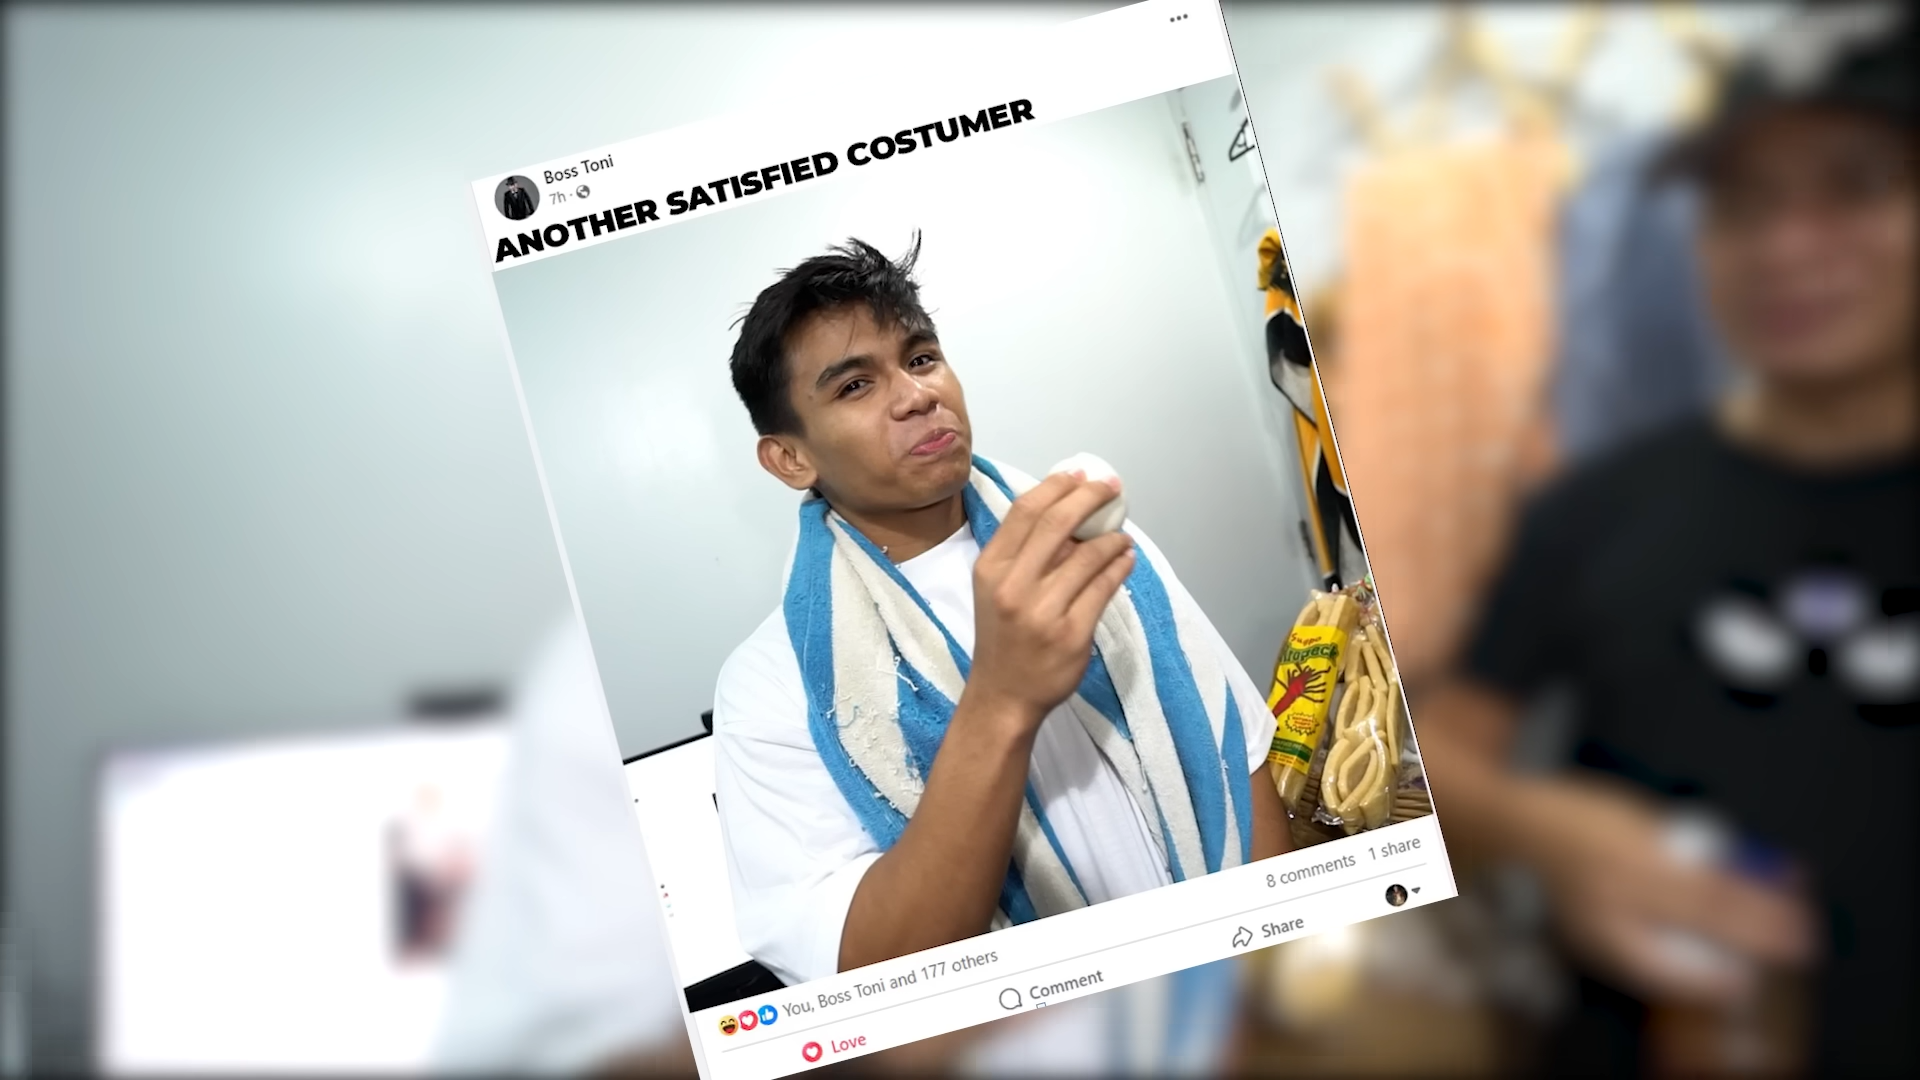 Boss Toni
7h
ANOTHER SATISFIED COSTUMER
8 comments 1 share
You, Boss Toni and 177 others
Love
Comment
Share